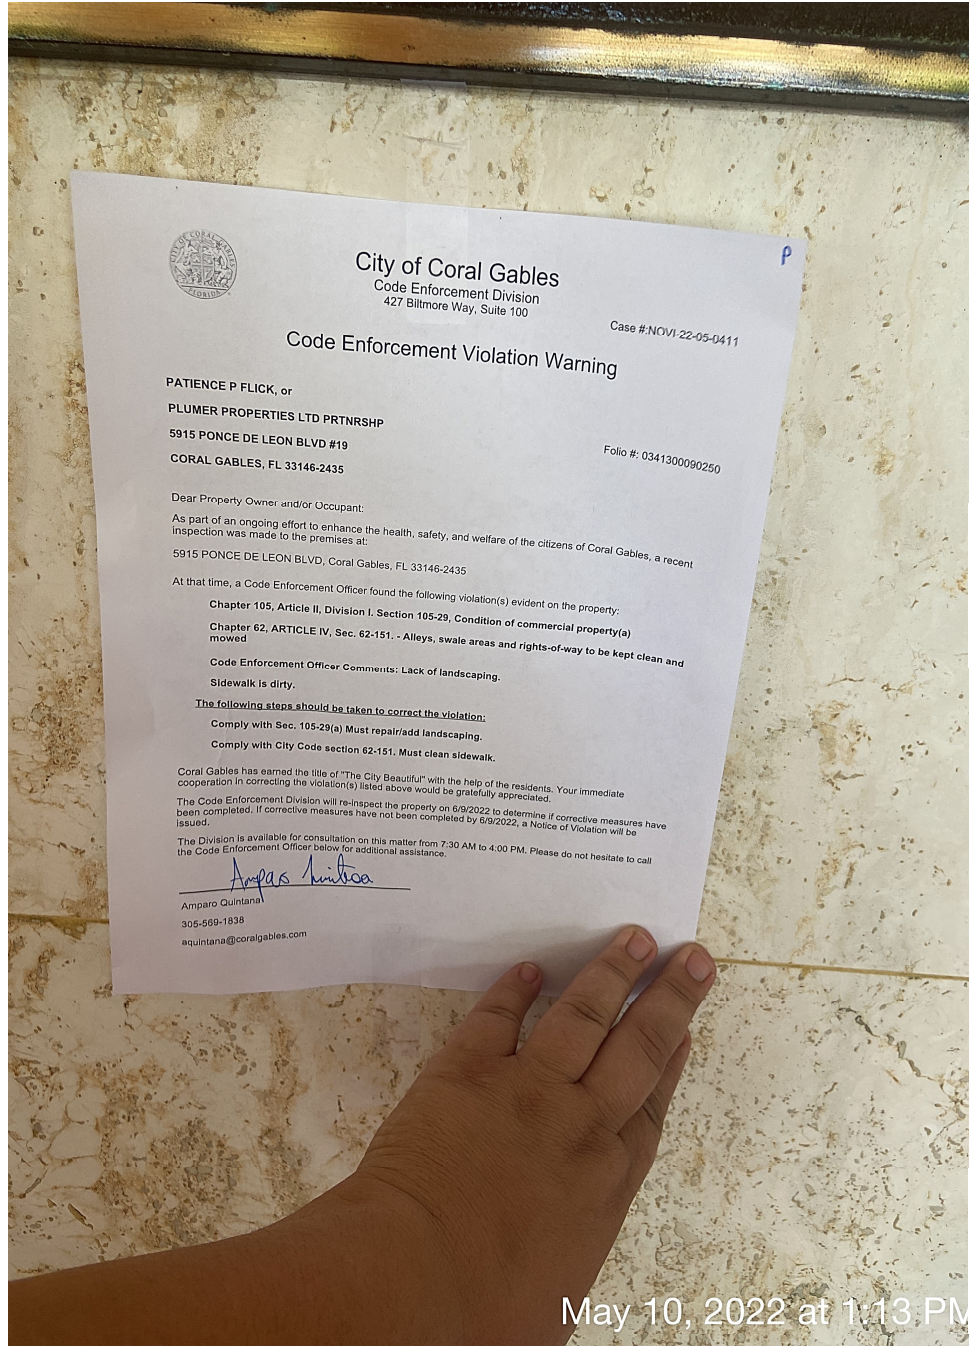 P
CITY OF CORAL GABLES
FLORIDA
City of Coral Gables
Code Enforcement Division
427 Biltmore Way, Suite 100
Case #:NOVI-22-05-0411
Code Enforcement Violation Warning
PATIENCE P FLICK, or
PLUMER PROPERTIES LTD PRTNRSHP
5915 PONCE DE LEON BLVD #19
CORAL GABLES, FL 33146-2435
Folio #: 0341300090250
Dear Property Owner and/or Occupant:
As part of an ongoing effort to enhance the health, safety, and welfare of the citizens of Coral Gables, a recent
inspection was made to the premises at:
5915 PONCE DE LEON BLVD, Coral Gables, FL 33146-2435
At that time, a Code Enforcement Officer found the following violation(s) evident on the property:
Chapter 105, Article II, Division I. Section 105-29, Condition of commercial property(a)
Chapter 62, ARTICLE IV, Sec. 62-151. - Alleys, swale areas and rights-of-way to be kept clean and
mowed
Code Enforcement Officer Comments: Lack of landscaping.
Sidewalk is dirty.
The following steps should be taken to correct the violation:
Comply with Sec. 105-29(a) Must repair/add landscaping.
Comply with City Code section 62-151. Must clean sidewalk.
Coral Gables has earned the title of "The City Beautiful" with the help of the residents. Your immediate
cooperation in correcting the violation(s) listed above would be gratefully appreciated.
The Code Enforcement Division will re-inspect the property on 6/9/2022 to determine if corrective measures have
been completed. If corrective measures have not been completed by 6/9/2022, a Notice of Violation will be
issued.
The Division is available for consultation on this matter from 7:30 AM to 4:00 PM. Please do not hesitate to call
the Code Enforcement Officer below for additional assistance.
Amparo Quintana
305-569-1838
aquintana@coralgables.com
May 10, 2022 at 1:13 PM